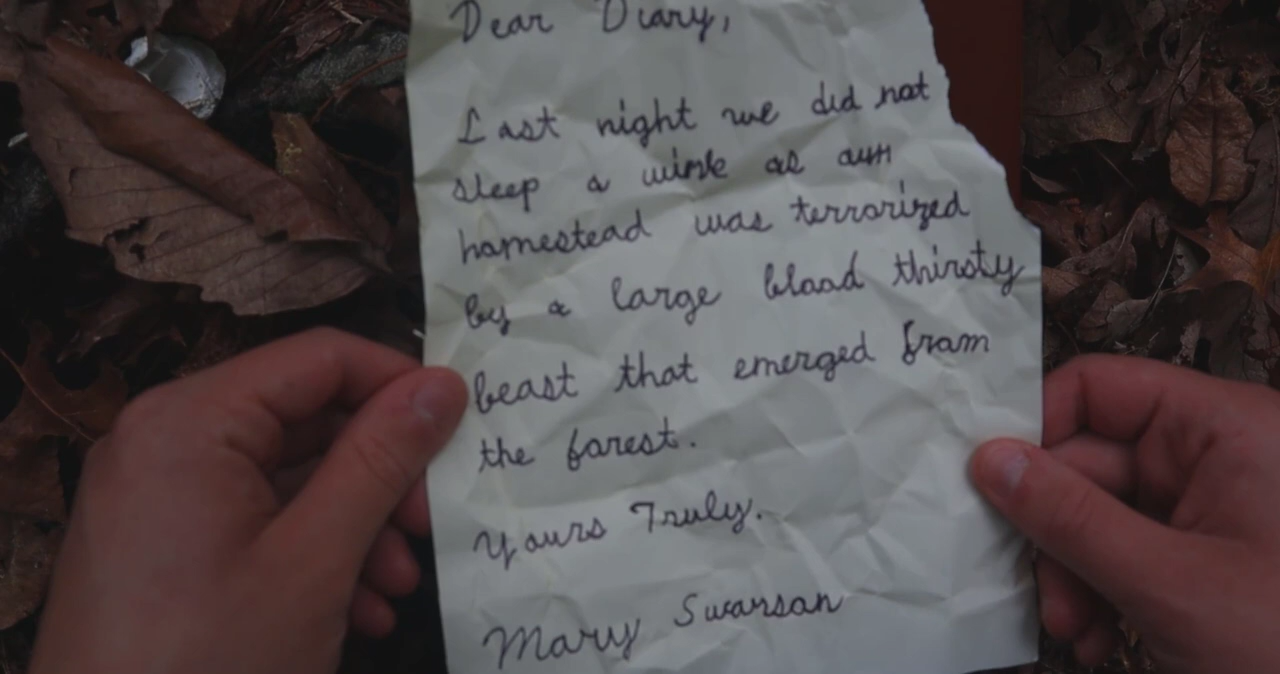 Dear Diary,
Last night we did not
sleep a wink as our
homestead was terrorized
by a large blood thirsty
beast that emerged from
the forest.
Yours Truly.
Mary Swarson